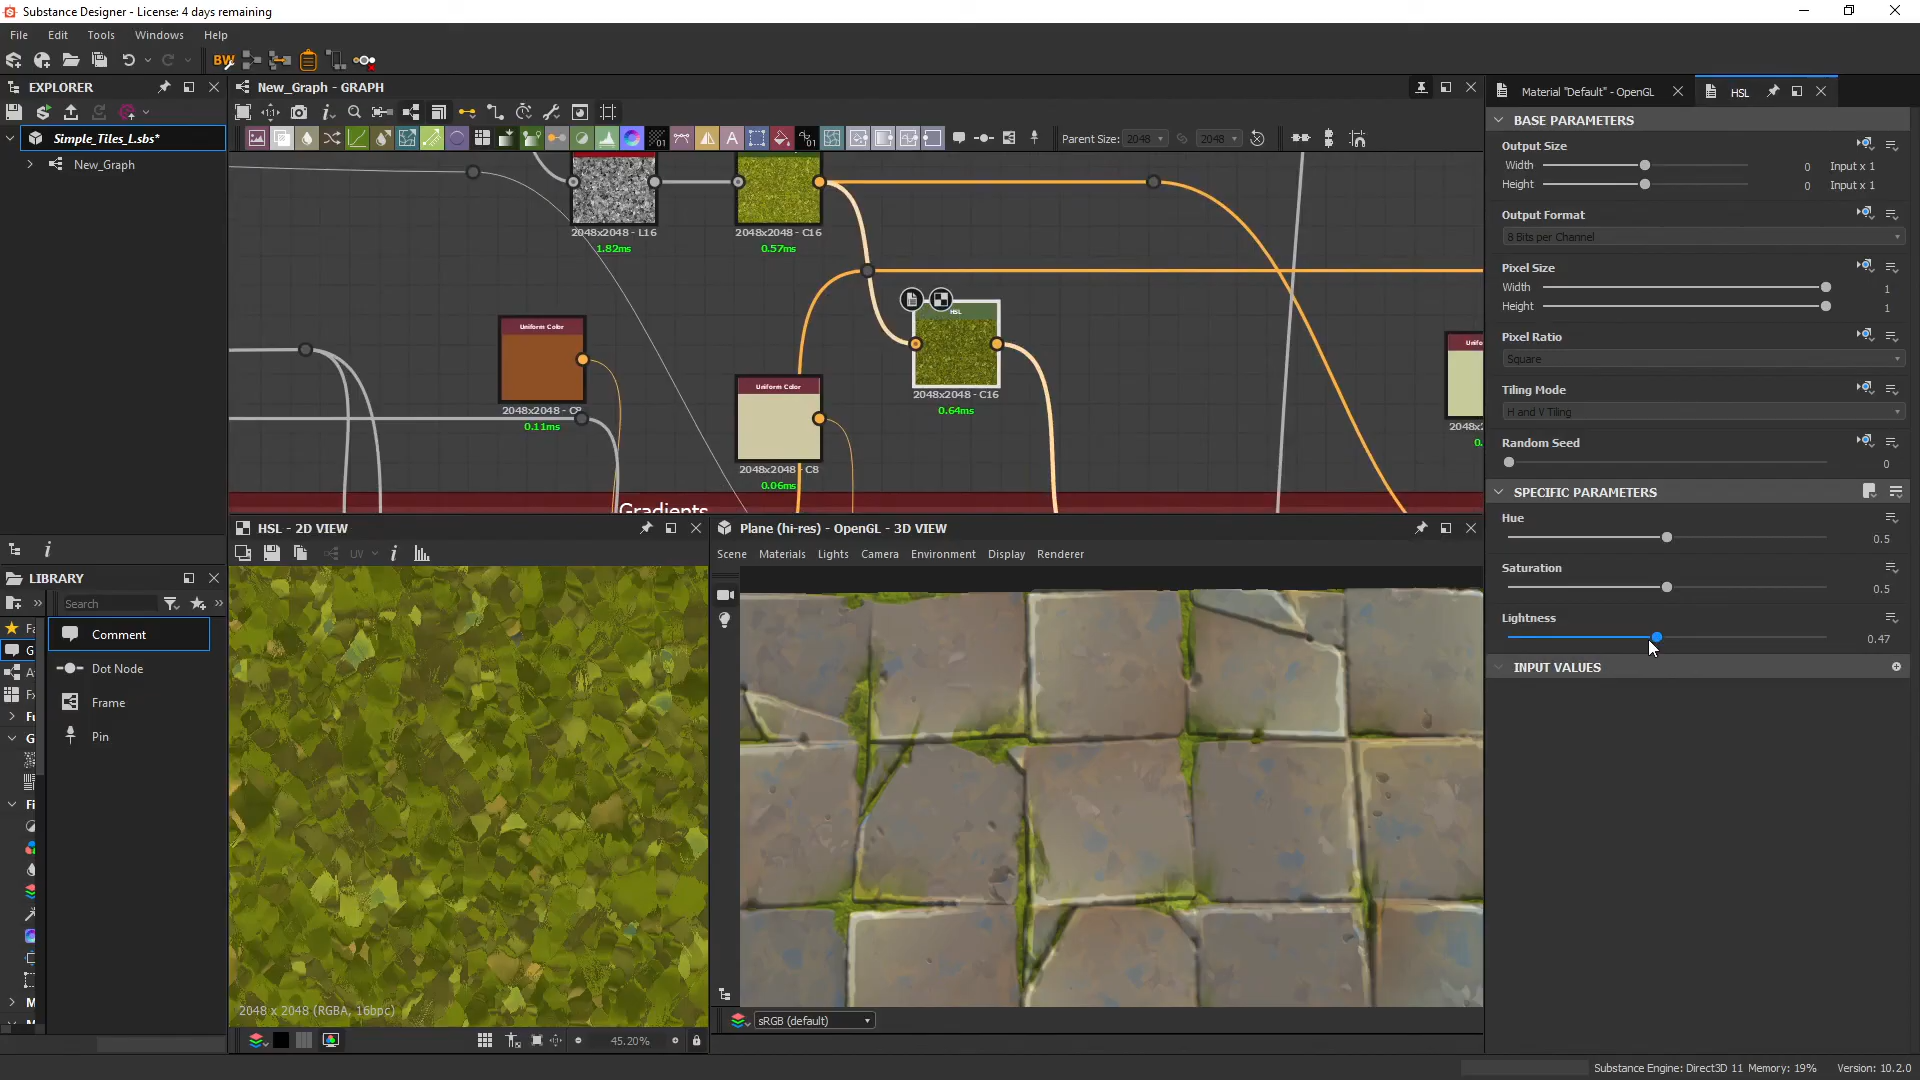 Substance Designer - License: 4 days remaining
File Edit Tools Windows Help
BW
EXPLORER
Simple_Tiles_L.sbs*
New_Graph
New_Graph - GRAPH
Parent Size: 2048 2048
2048x2048 - L16
1.82ms
2048x2048 - C16
0.57ms
Uniform Color
0.11ms
Uniform Color
2048x2048 - C8
0.06ms
HSL
2048x2048 - C16
0.64ms
Gradients
HSL - 2D VIEW
UV
2048 x 2048 (RGBA, 16bpc)
45.20%
Plane (hi-res) - OpenGL - 3D VIEW
Scene Materials Lights Camera Environment Display Renderer
sRGB (default)
LIBRARY
Search
Comment
Dot Node
Frame
Pin
Material "Default" - OpenGL
HSL
BASE PARAMETERS
Output Size
Width 0 Input x 1
Height 0 Input x 1
Output Format
8 Bits per Channel
Pixel Size
Width 1
Height 1
Pixel Ratio
Square
Tiling Mode
H and V Tiling
Random Seed
0
SPECIFIC PARAMETERS
Hue
0.5
Saturation
0.5
Lightness
0.47
INPUT VALUES
Substance Engine: Direct3D 11 Memory: 19% Version: 10.2.0